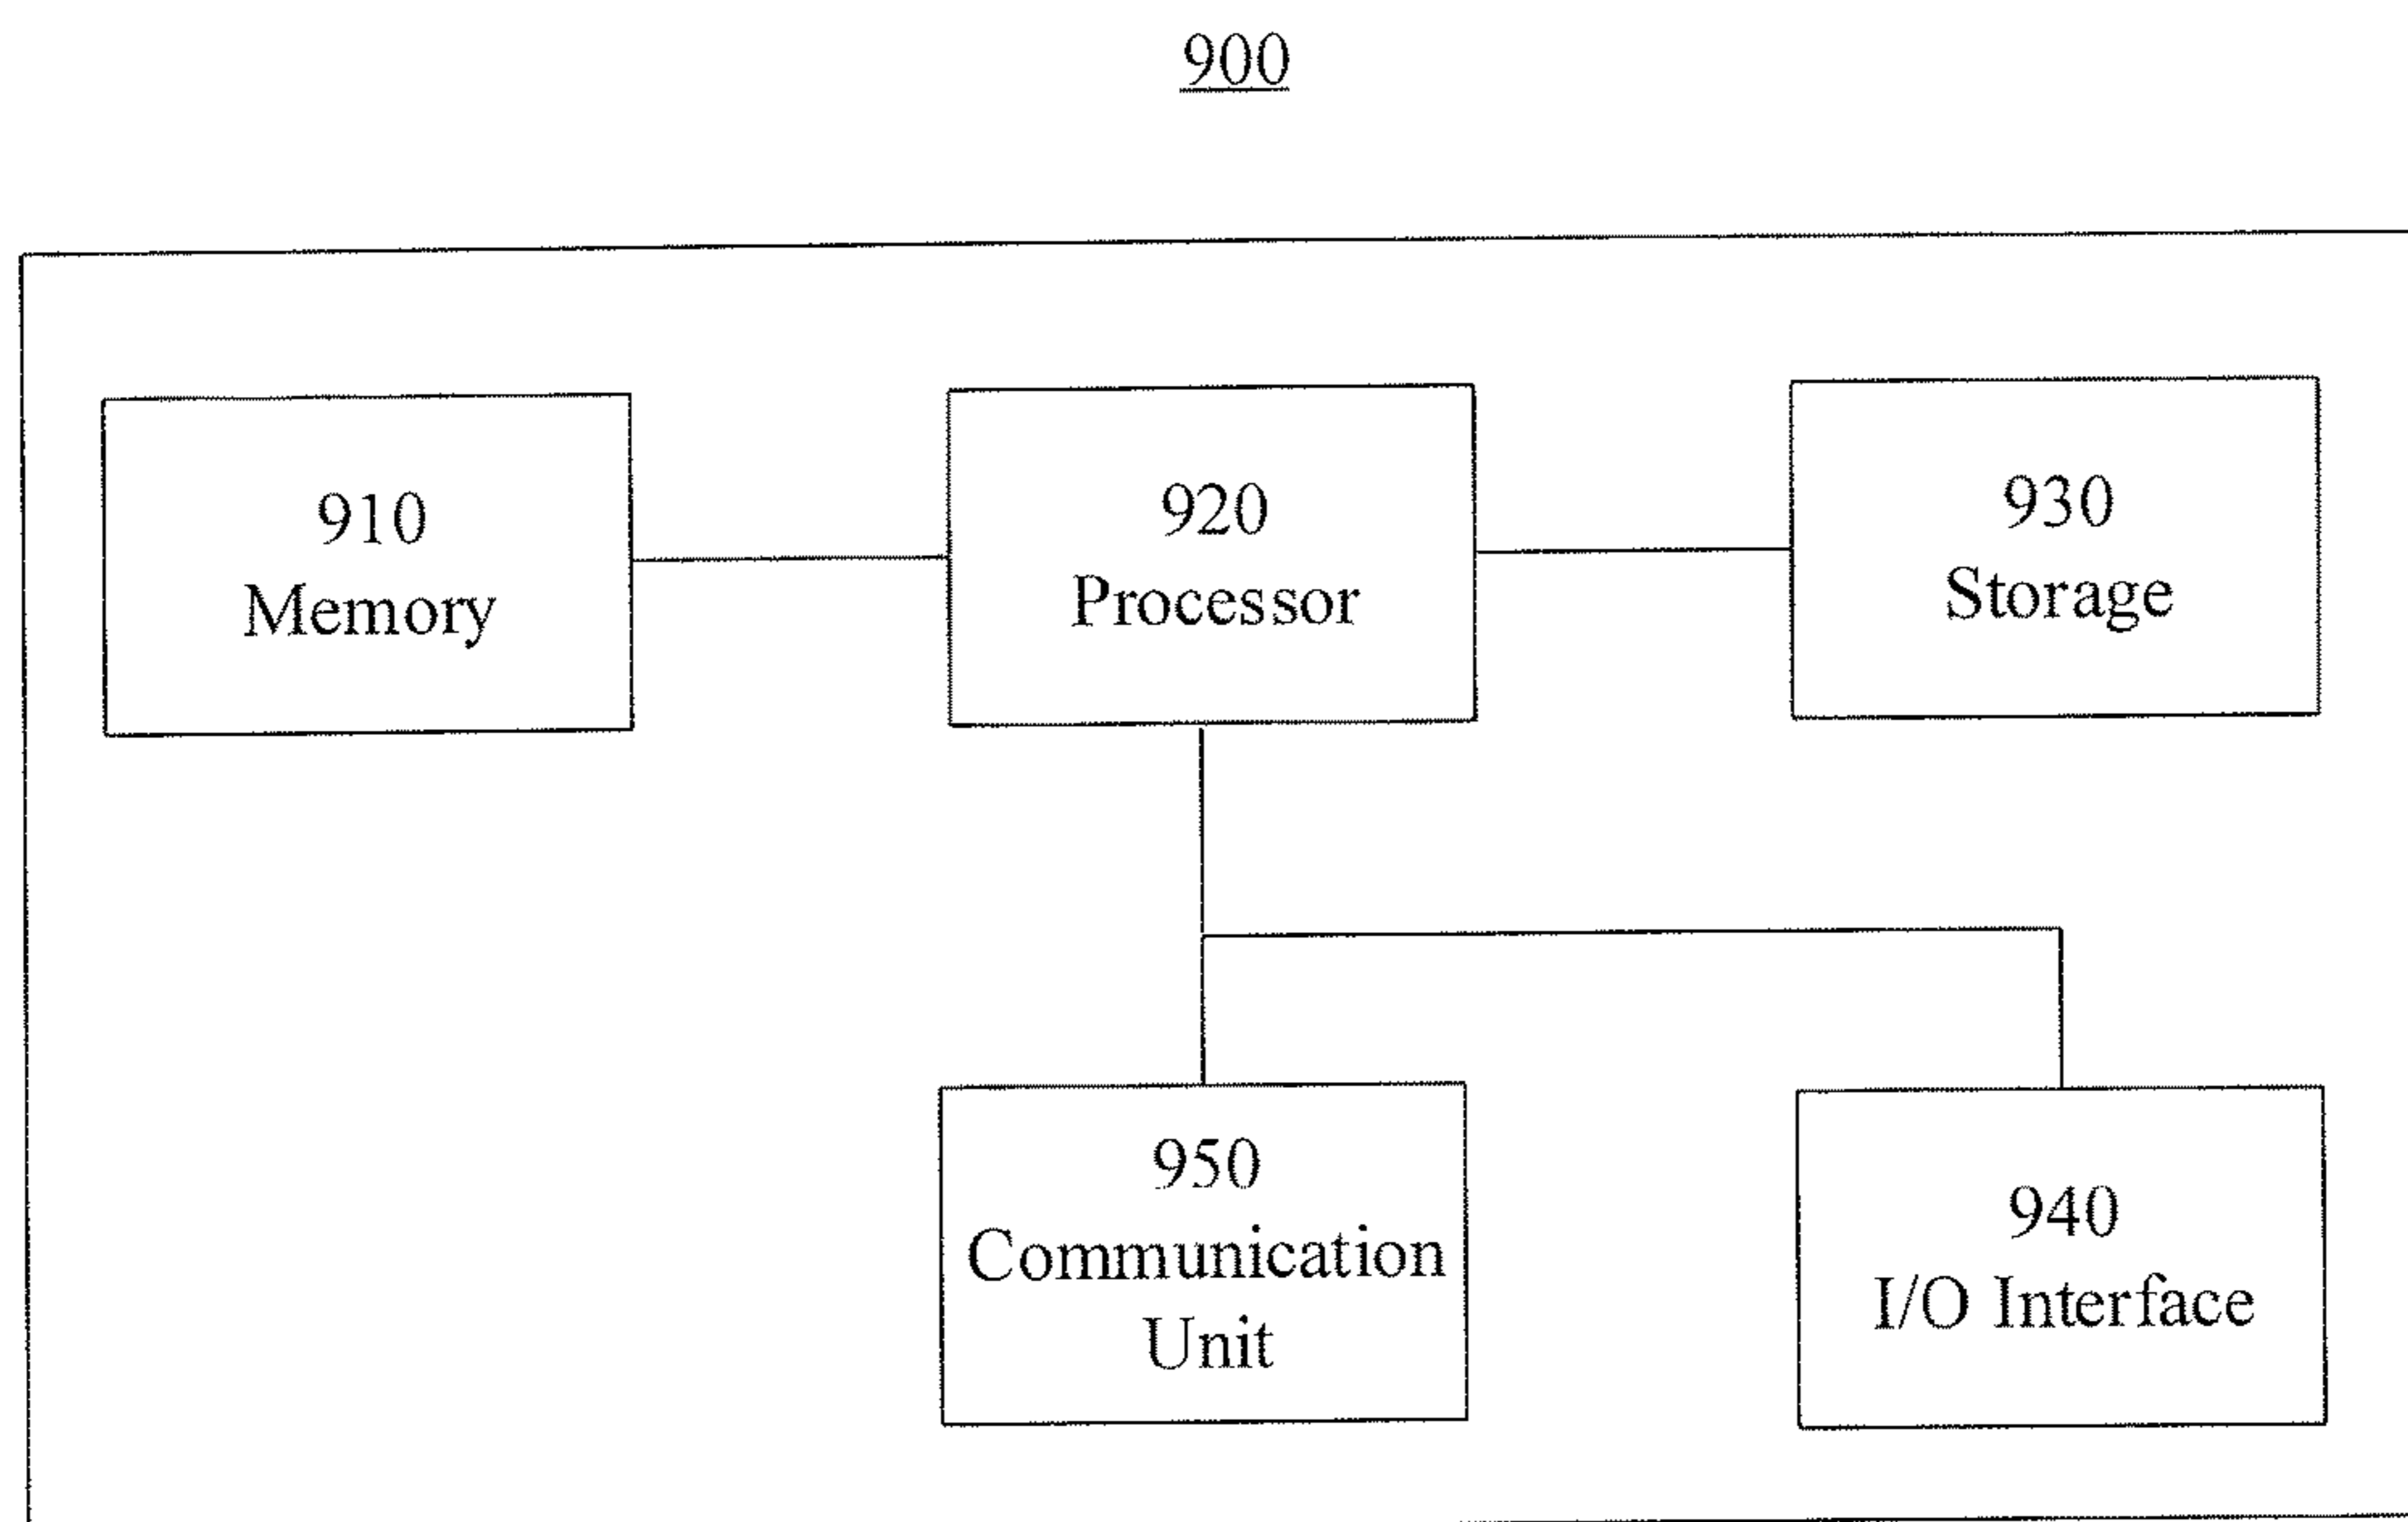 900
910
Memory
920
Processor
930
Storage
950
Communication
Unit
940
I/O Interface